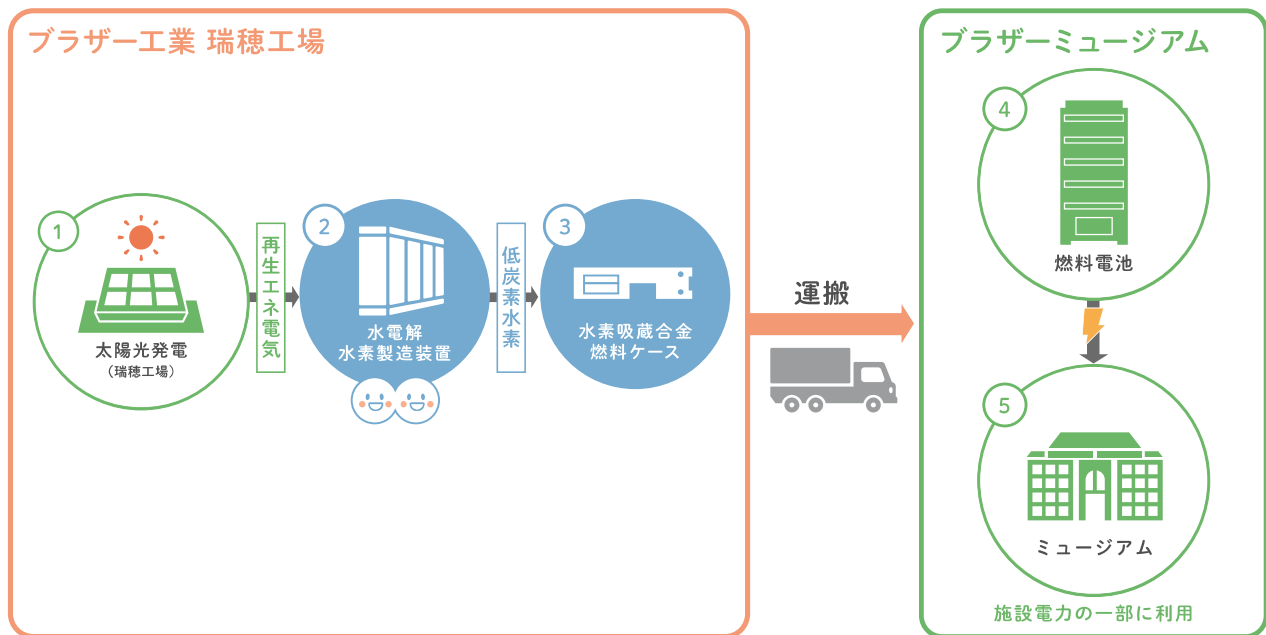 ブラザー工業 瑞穂工場
1
太陽光発電
（瑞穂工場）
再生エネ電気
2
水電解
水素製造装置
低炭素水素
3
水素吸蔵合金
燃料ケース
運搬
ブラザーミュージアム
4
燃料電池
5
ミュージアム
施設電力の一部に利用